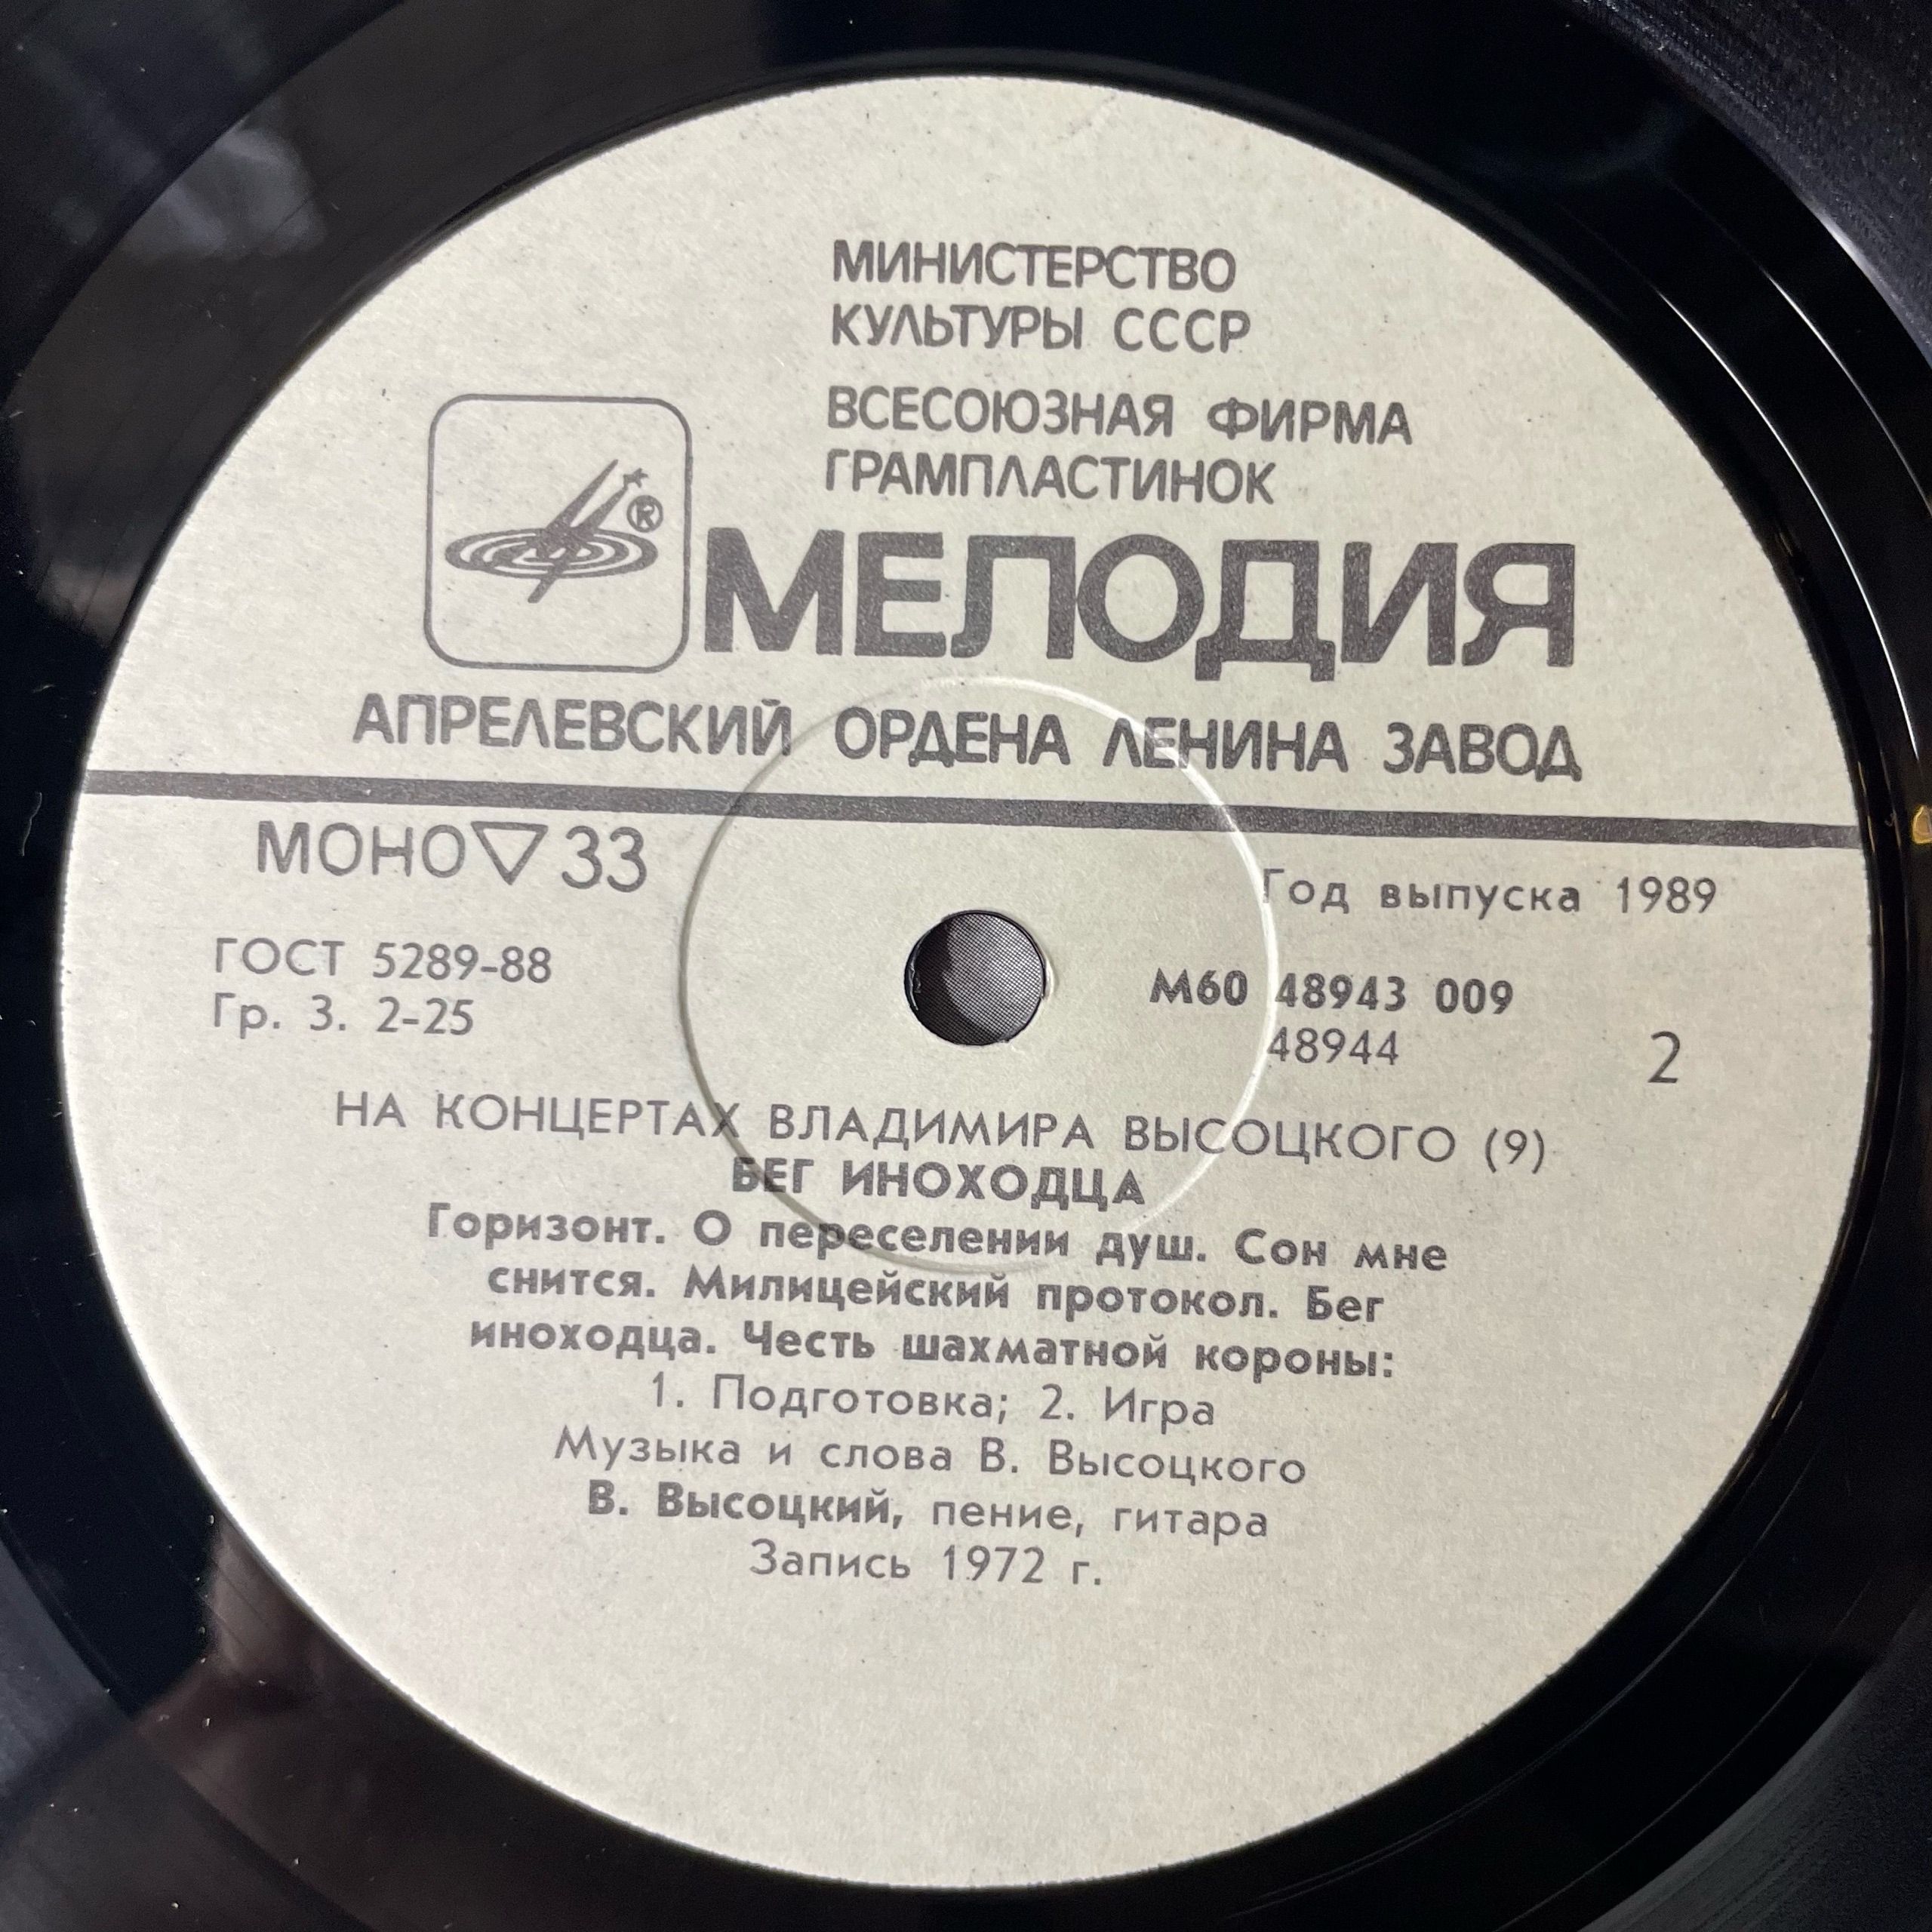 МИНИСТЕРСТВО
КУЛЬТУРЫ СССР
ВСЕСОЮЗНАЯ ФИРМА
ГРАМПЛАСТИНОК
®
МЕЛОДИЯ
АПРЕЛЕВСКИЙ ОРДЕНА ЛЕНИНА ЗАВОД
МОНО ▽ 33
Год выпуска 1989
ГОСТ 5289-88
Гр. 3. 2-25
М60 48943 009
48944
2
НА КОНЦЕРТАХ ВЛАДИМИРА ВЫСОЦКОГО (9)
БЕГ ИНОХОДЦА
Горизонт. О переселении душ. Сон мне
снится. Милицейский протокол. Бег
иноходца. Честь шахматной короны:
1. Подготовка; 2. Игра
Музыка и слова В. Высоцкого
В. Высоцкий, пение, гитара
Запись 1972 г.